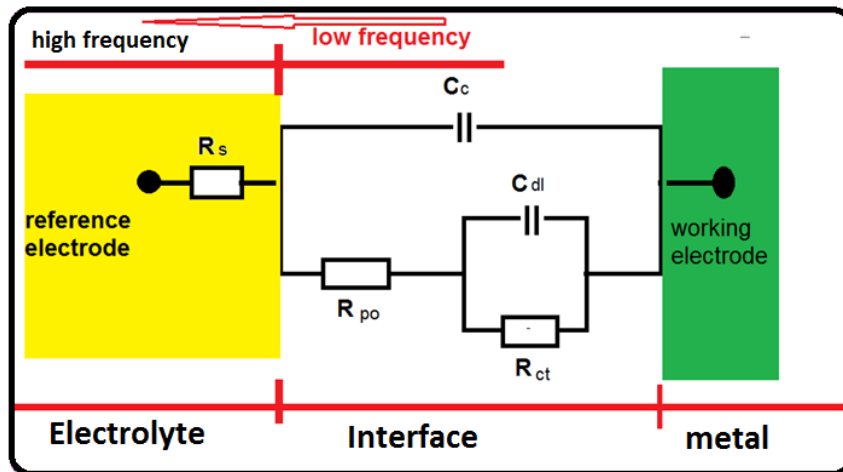 high frequency
low frequency
Cc
Rs
Cdl
reference
electrode
working
electrode
Rpo
Rct
Electrolyte
Interface
metal